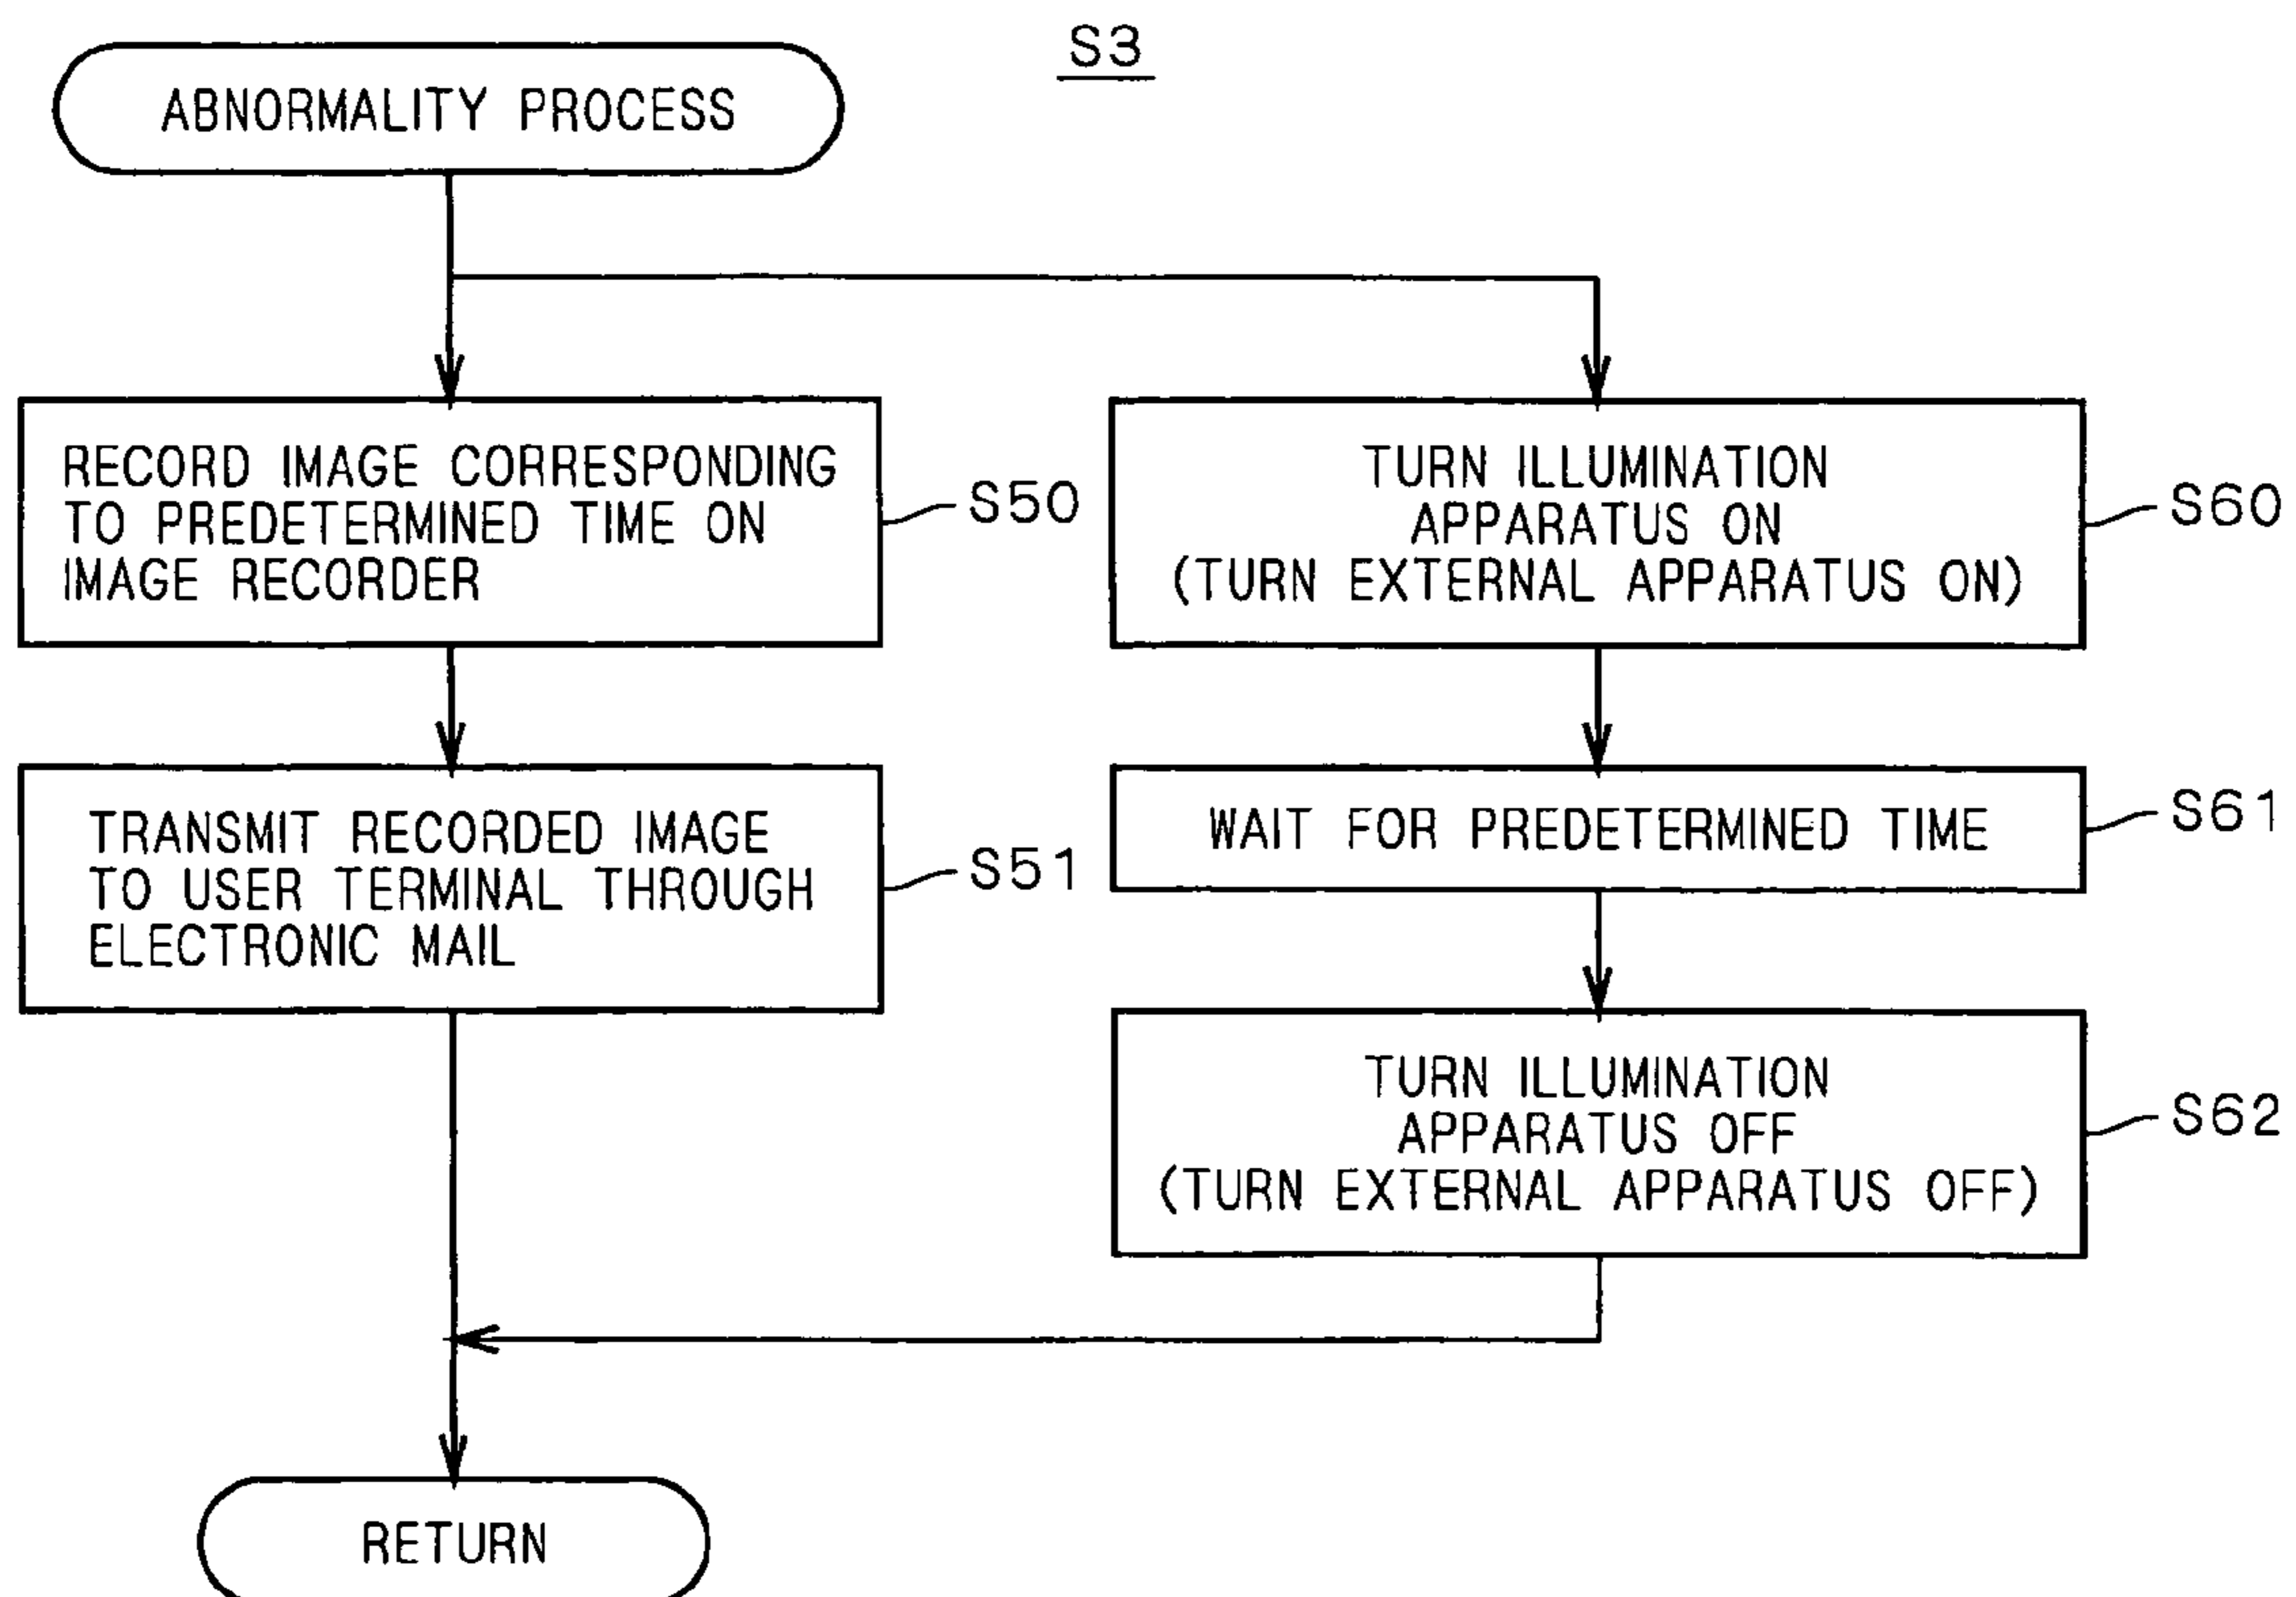 S3
ABNORMALITY PROCESS
RECORD IMAGE CORRESPONDING
TO PREDETERMINED TIME ON
IMAGE RECORDER
S50
TURN ILLUMINATION
APPARATUS ON
(TURN EXTERNAL APPARATUS ON)
S60
TRANSMIT RECORDED IMAGE
TO USER TERMINAL THROUGH
ELECTRONIC MAIL
S51
WAIT FOR PREDETERMINED TIME
S61
TURN ILLUMINATION
APPARATUS OFF
(TURN EXTERNAL APPARATUS OFF)
S62
RETURN